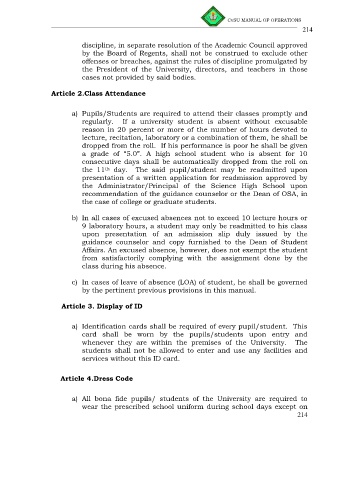 CvSU MANUAL OF OPERATIONS
214
discipline, in separate resolution of the Academic Council approved
by the Board of Regents, shall not be construed to exclude other
offenses or breaches, against the rules of discipline promulgated by
the President of the University, directors, and teachers in those
cases not provided by said bodies.
Article 2.Class Attendance
a) Pupils/Students are required to attend their classes promptly and
regularly. If a university student is absent without excusable
reason in 20 percent or more of the number of hours devoted to
lecture, recitation, laboratory or a combination of them, he shall be
dropped from the roll. If his performance is poor he shall be given
a grade of “5.0”. A high school student who is absent for 10
consecutive days shall be automatically dropped from the roll on
the 11th day. The said pupil/student may be readmitted upon
presentation of a written application for readmission approved by
the Administrator/Principal of the Science High School upon
recommendation of the guidance counselor or the Dean of OSA, in
the case of college or graduate students.
b) In all cases of excused absences not to exceed 10 lecture hours or
9 laboratory hours, a student may only be readmitted to his class
upon presentation of an admission slip duly issued by the
guidance counselor and copy furnished to the Dean of Student
Affairs. An excused absence, however, does not exempt the student
from satisfactorily complying with the assignment done by the
class during his absence.
c) In cases of leave of absence (LOA) of student, he shall be governed
by the pertinent previous provisions in this manual.
Article 3. Display of ID
a) Identification cards shall be required of every pupil/student. This
card shall be worn by the pupils/students upon entry and
whenever they are within the premises of the University. The
students shall not be allowed to enter and use any facilities and
services without this ID card.
Article 4.Dress Code
a) All bona fide pupils/ students of the University are required to
wear the prescribed school uniform during school days except on
214